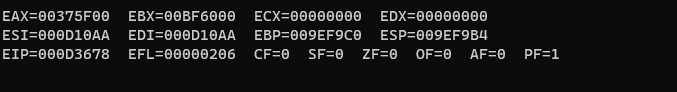 EAX=00375F00  EBX=00BF6000  ECX=00000000  EDX=00000000
ESI=000D10AA  EDI=000D10AA  EBP=009EF9C0  ESP=009EF9B4
EIP=000D3678  EFL=00000206  CF=0  SF=0  ZF=0  OF=0  AF=0  PF=1